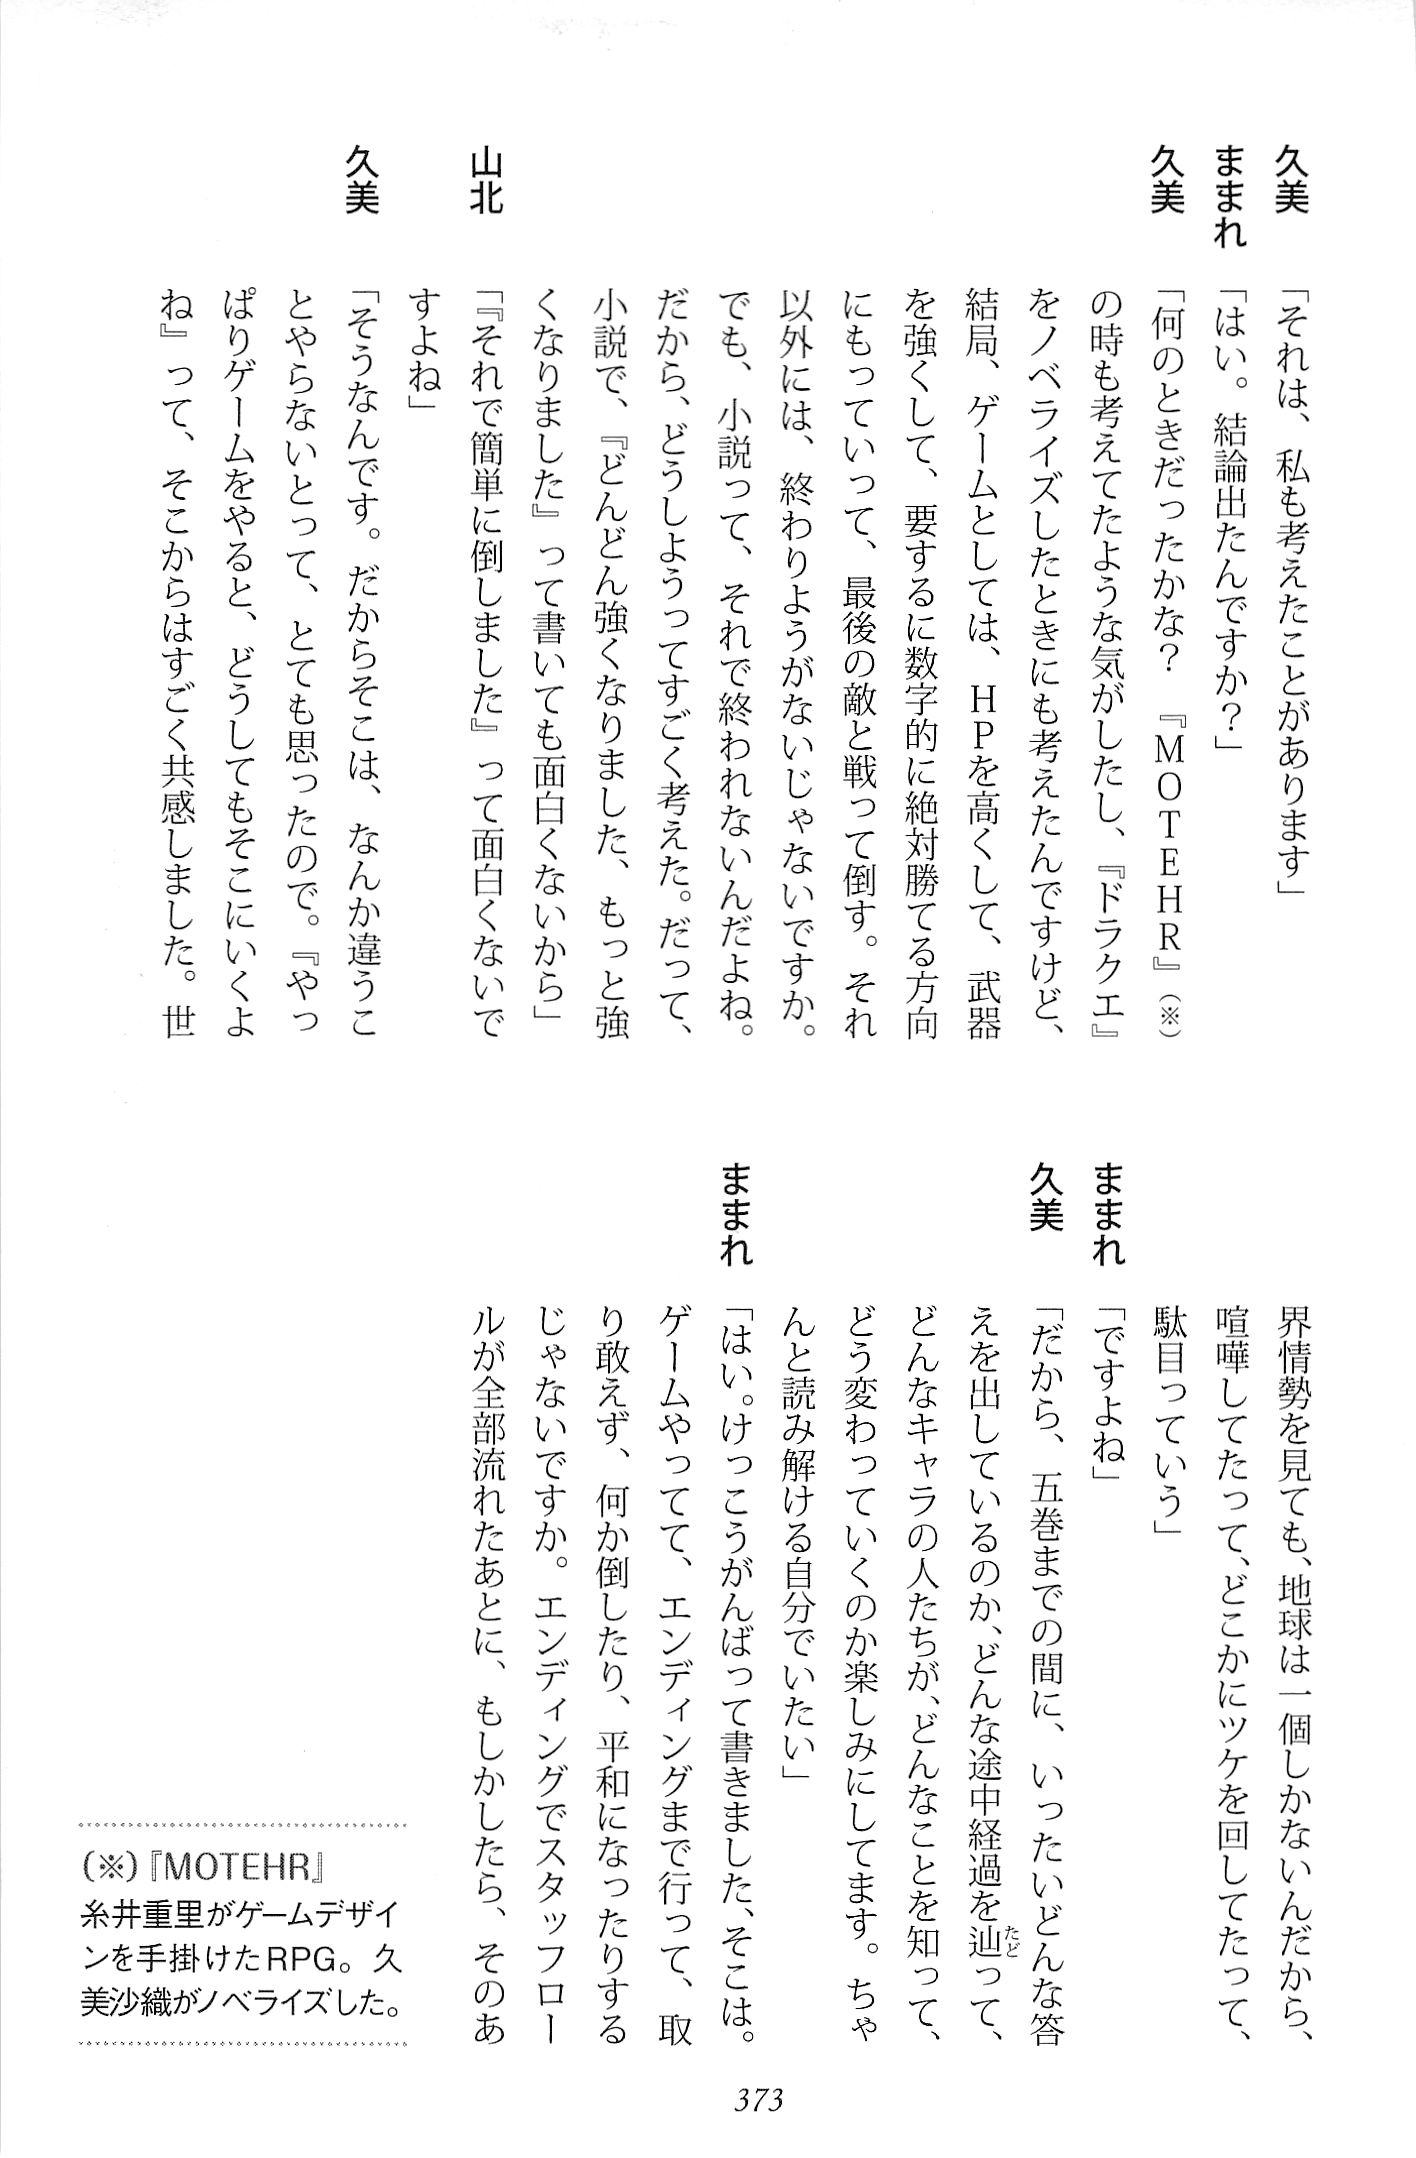 久美 「それは、私も考えたことがあります」
ままれ 「はい。結論出たんですか？」
久美 「何のときだったかな？　『ＭＯＴＥＨＲ』（※）
の時も考えてたような気がしたし、『ドラクエ』
をノベライズしたときにも考えたんですけど、
結局、ゲームとしては、ＨＰを高くして、武器
を強くして、要するに数字的に絶対勝てる方向
にもっていって、最後の敵と戦って倒す。それ
以外には、終わりようがないじゃないですか。
でも、小説って、それで終われないんだよね。
だから、どうしようってすごく考えた。だって、
小説で、『どんどん強くなりました、もっと強
くなりました』って書いても面白くないから」
山北 「『それで簡単に倒しました』って面白くないで
すよね」
久美 「そうなんです。だからそこは、なんか違うこ
とやらないとって、とても思ったので。『やっ
ぱりゲームをやると、どうしてもそこにいくよ
ね』って、そこからはすごく共感しました。世
界情勢を見ても、地球は一個しかないんだから、
喧嘩してたって、どこかにツケを回してたって、
駄目っていう」
ままれ 「ですよね」
久美 「だから、五巻までの間に、いったいどんな答
えを出しているのか、どんな途中経過を辿って、
どんなキャラの人たちが、どんなことを知って、
どう変わっていくのか楽しみにしてます。ちゃ
んと読み解ける自分でいたい」
ままれ 「はい。けっこうがんばって書きました、そこは。
ゲームやってて、エンディングまで行って、取
り敢えず、何か倒したり、平和になったりする
じゃないですか。エンディングでスタッフロー
ルが全部流れたあとに、もしかしたら、そのあ
（※）『MOTEHR』
糸井重里がゲームデザイ
ンを手掛けたRPG。久
美沙織がノベライズした。
373